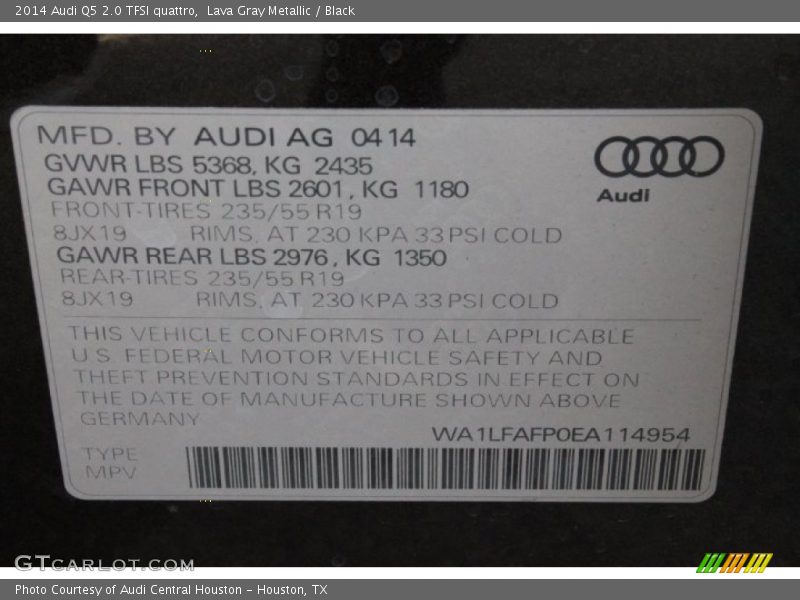 2014 Audi Q5 2.0 TFSI quattro,  Lava Gray Metallic / Black
MFD. BY AUDI AG 04 14
GVWR LBS 5368, KG 2435
GAWR FRONT LBS 2601, KG 1180
FRONT-TIRES 235/55 R19
8JX19 RIMS, AT 230 KPA 33 PSI COLD
GAWR REAR LBS 2976, KG 1350
REAR-TIRES 235/55 R19
8JX19 RIMS, AT 230 KPA 33 PSI COLD
Audi
THIS VEHICLE CONFORMS TO ALL APPLICABLE
U.S. FEDERAL MOTOR VEHICLE SAFETY AND
THEFT PREVENTION STANDARDS IN EFFECT ON
THE DATE OF MANUFACTURE SHOWN ABOVE
GERMANY
WA1LFAFP0EA114954
TYPE
MPV
GTCARLOT.COM
Photo Courtesy of Audi Central Houston – Houston, TX